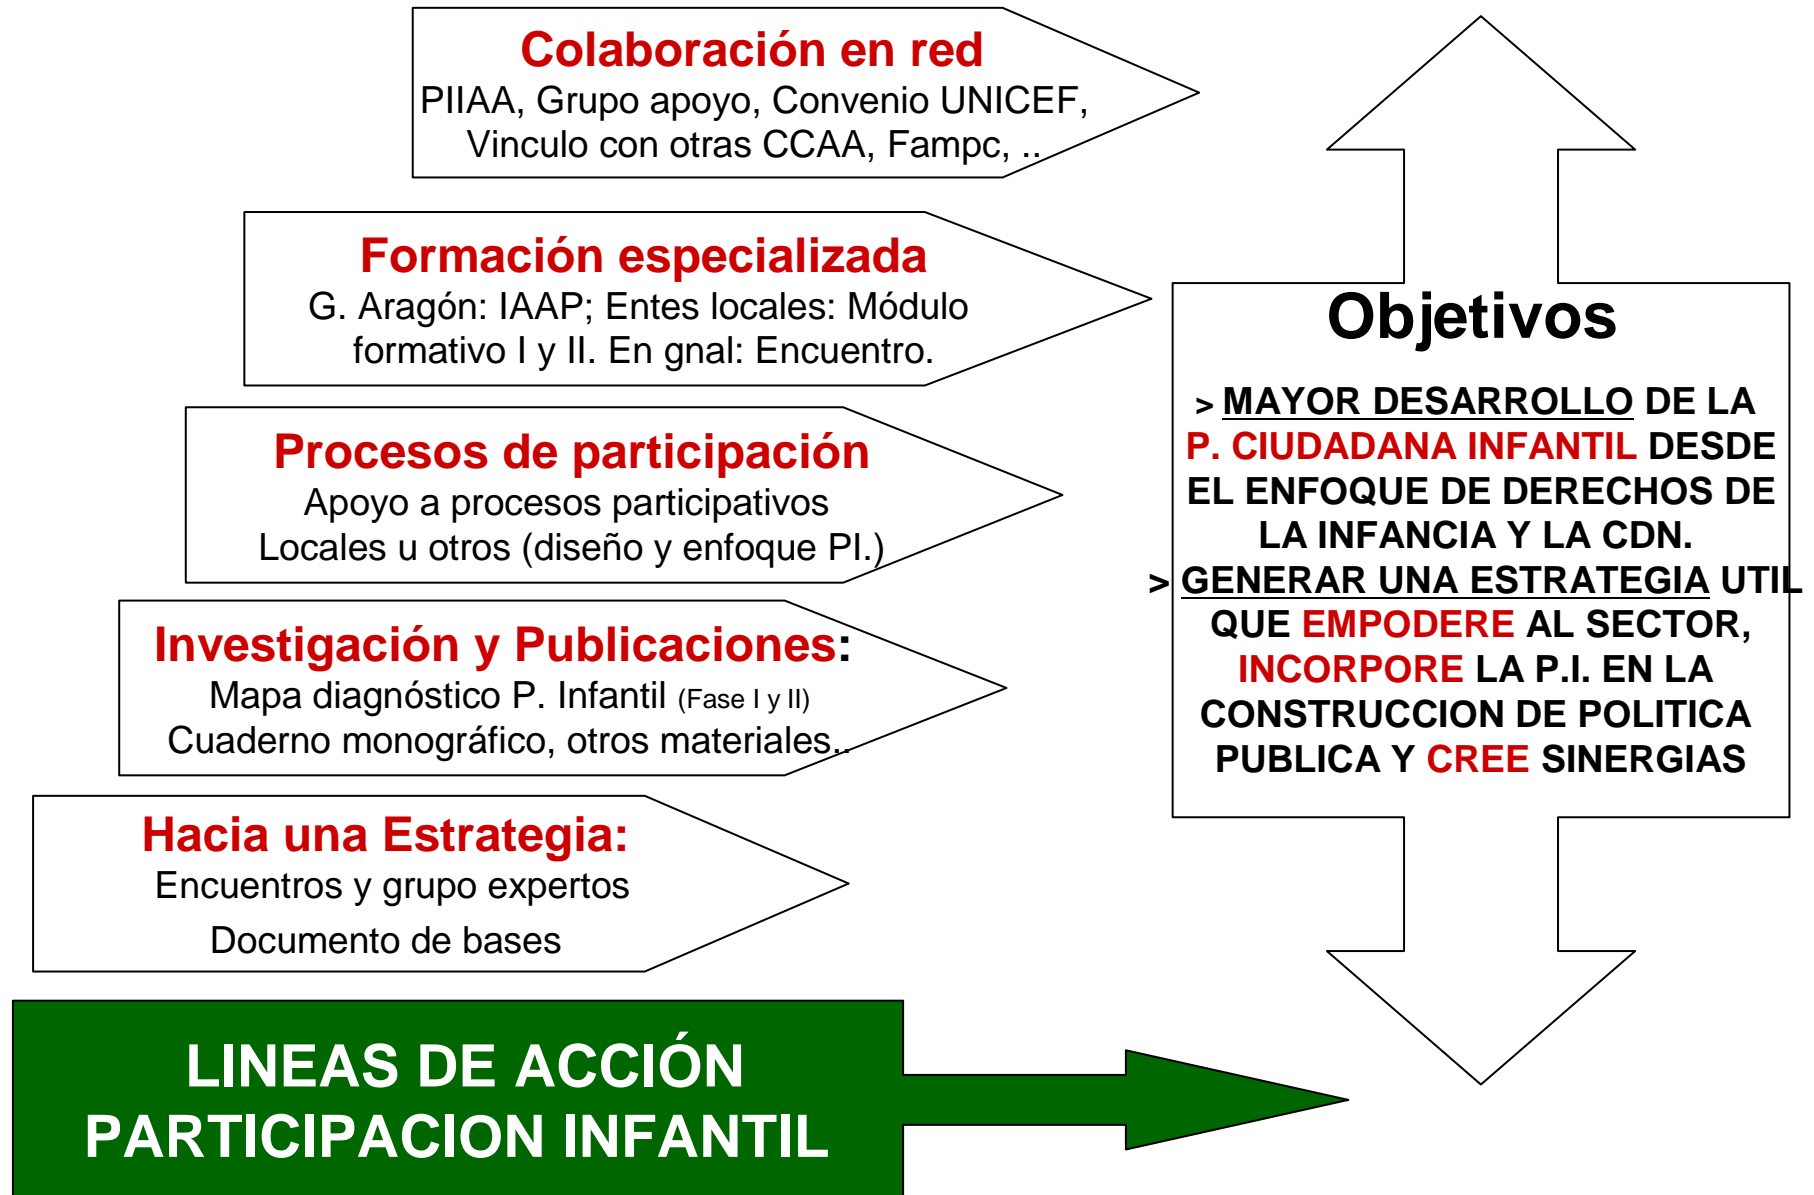 Colaboración en red
PIIAA, Grupo apoyo, Convenio UNICEF,
Vinculo con otras CCAA, Fampc, ..
Formación especializada
G. Aragón: IAAP; Entes locales: Módulo
formativo I y II. En gnal: Encuentro.
Procesos de participación
Apoyo a procesos participativos
Locales u otros (diseño y enfoque PI.)
Investigación y Publicaciones:
Mapa diagnóstico P. Infantil (Fase I y II)
Cuaderno monográfico, otros materiales..
Hacia una Estrategia:
Encuentros y grupo expertos
Documento de bases
LINEAS DE ACCIÓN
PARTICIPACION INFANTIL
Objetivos
> MAYOR DESARROLLO DE LA
P. CIUDADANA INFANTIL DESDE
EL ENFOQUE DE DERECHOS DE
LA INFANCIA Y LA CDN.
> GENERAR UNA ESTRATEGIA UTIL
QUE EMPODERE AL SECTOR,
INCORPORE LA P.I. EN LA
CONSTRUCCION DE POLITICA
PUBLICA Y CREE SINERGIAS